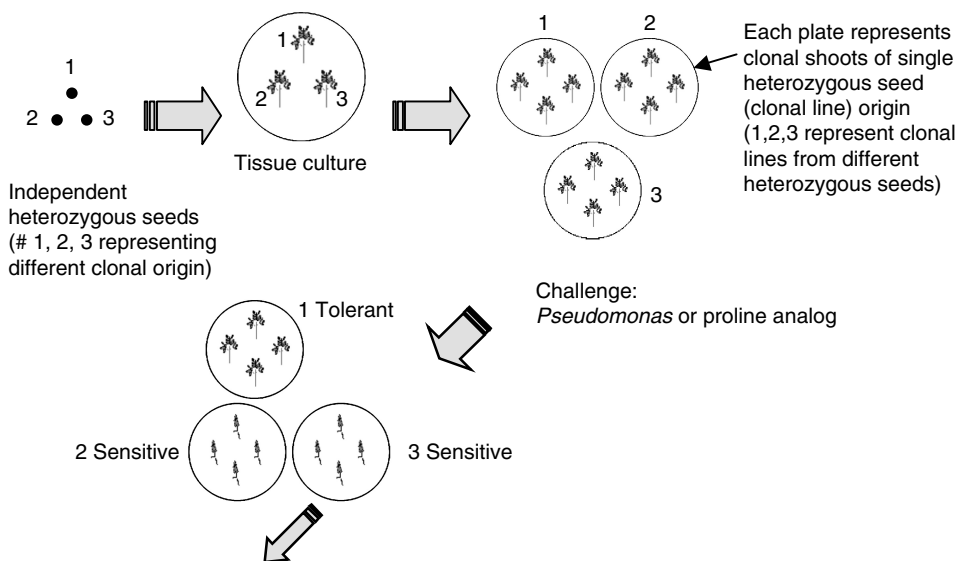 1
2
3
Independent
heterozygous seeds
(# 1, 2, 3 representing
different clonal origin)
1
2
3
Tissue culture
1
2
3
Each plate represents
clonal shoots of single
heterozygous seed
(clonal line) origin
(1,2,3 represent clonal
lines from different
heterozygous seeds)
Challenge:
Pseudomonas or proline analog
1 Tolerant
2 Sensitive
3 Sensitive